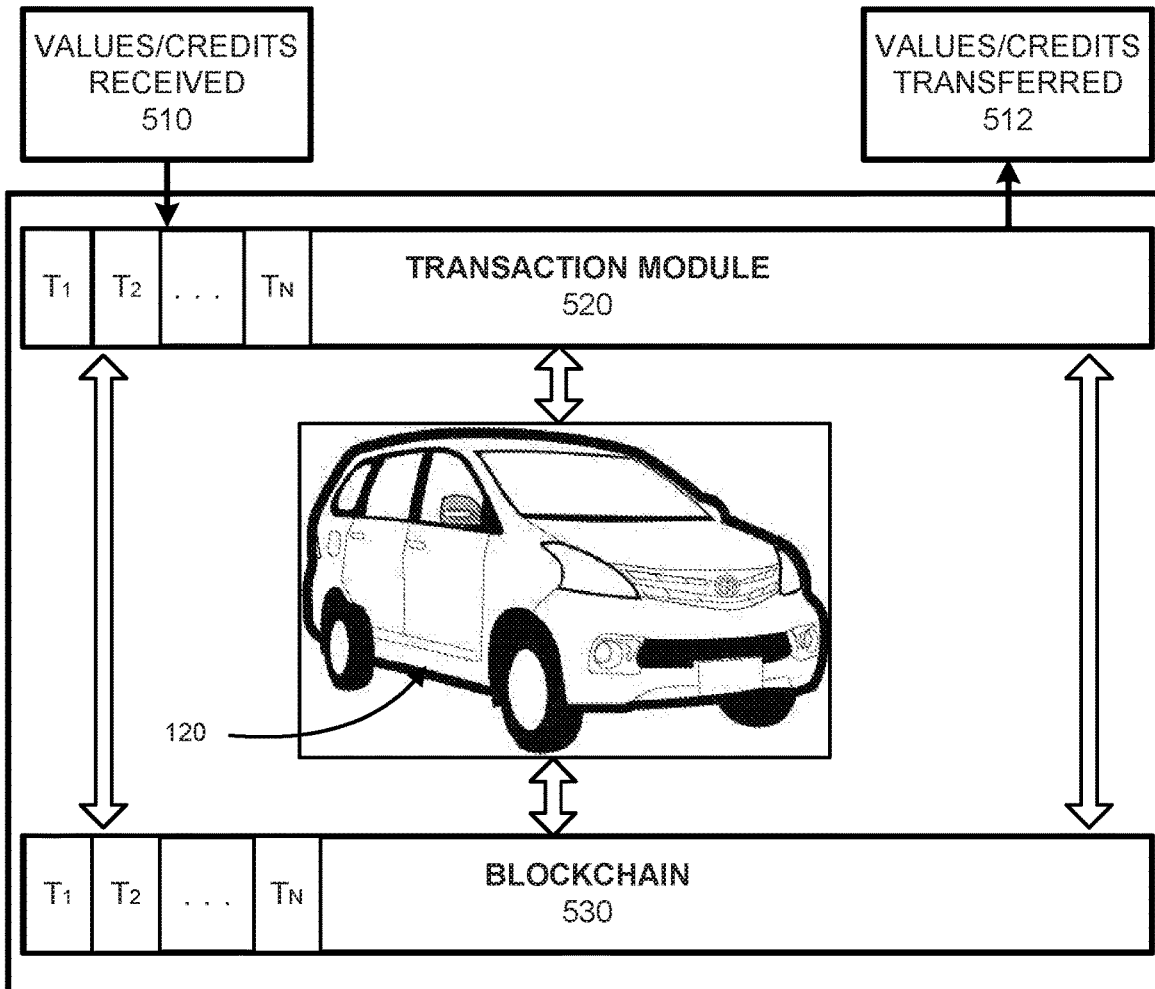 VALUES/CREDITS
RECEIVED
510
VALUES/CREDITS
TRANSFERRED
512
T1 T2 . . . TN
TRANSACTION MODULE
520
120
T1 T2 . . . TN
BLOCKCHAIN
530